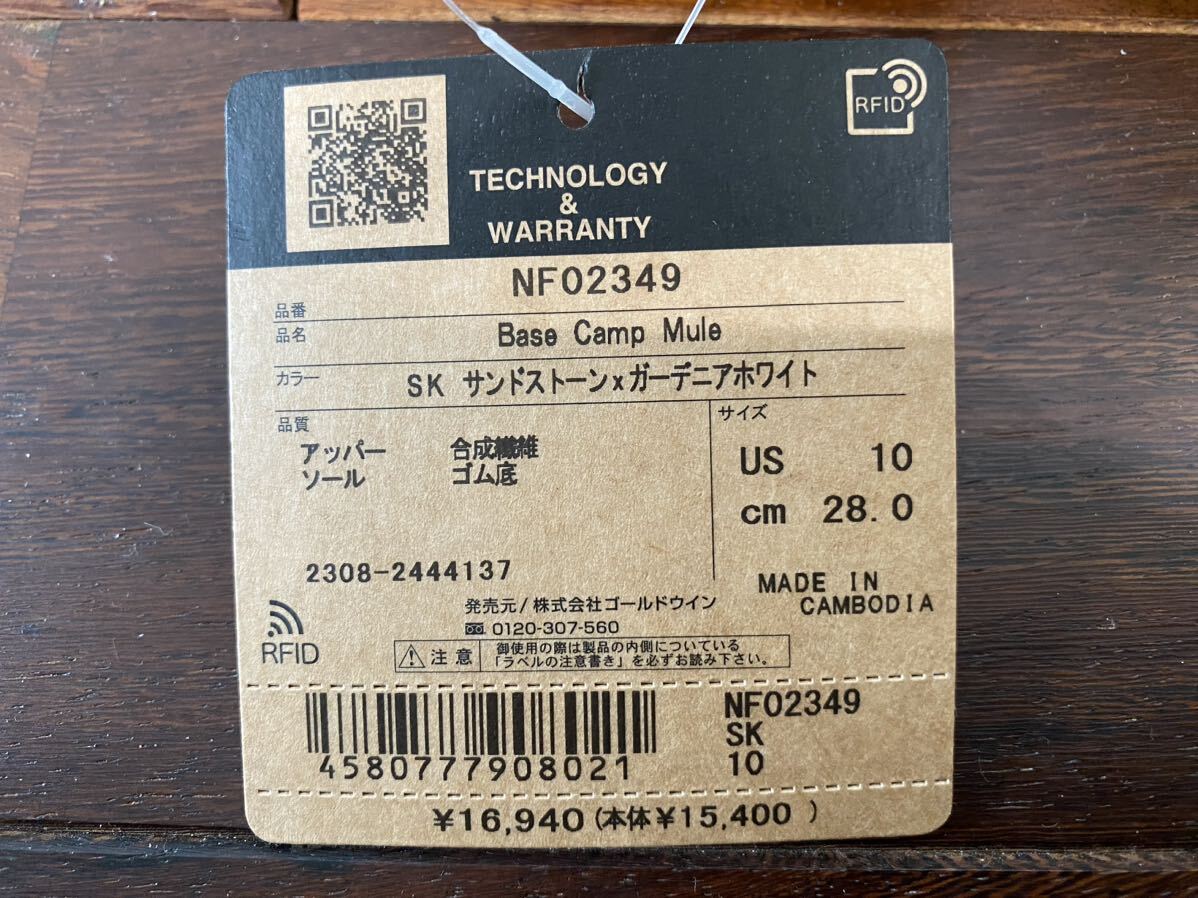 RFID
TECHNOLOGY
&
WARRANTY
品番 NF02349
品名 Base Camp Mule
カラー SK サンドストーンxガーデニアホワイト
品質
アッパー 合成繊維
ソール ゴム底
サイズ
US 10
cm 28.0
2308-2444137
MADE IN
CAMBODIA
発売元/株式会社ゴールドウイン
0120-307-560
RFID
注意
御使用の際は製品の内側についている
「ラベルの注意書き」を必ずお読み下さい。
4580777908021
NF02349
SK
10
¥16,940(本体¥15,400 )